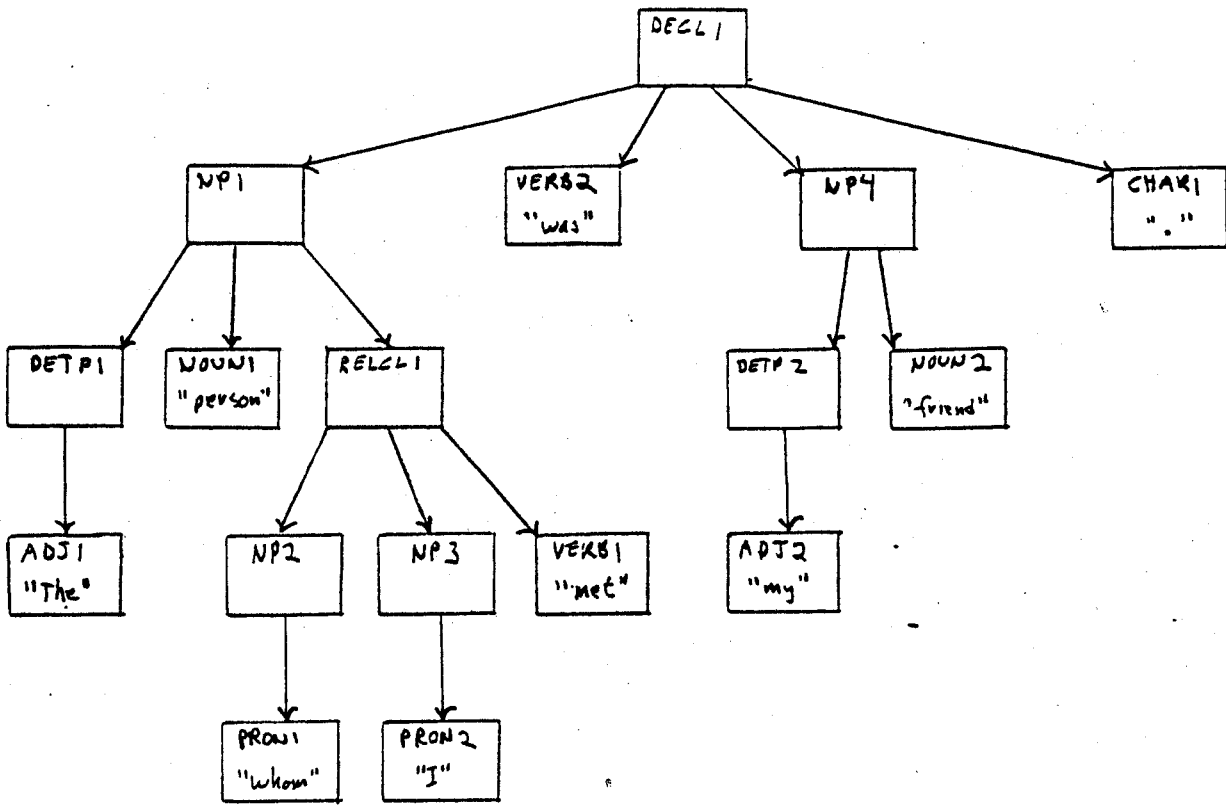 DECL1
NP1
VERB2
"was"
NP4
CHAR1
"."
DETP1
NOUN1
"person"
RELCL1
DETP2
NOUN2
"friend"
ADJ1
"The"
NP2
NP3
VERB1
"met"
ADJ2
"my"
PRON1
"whom"
PRON2
"I"